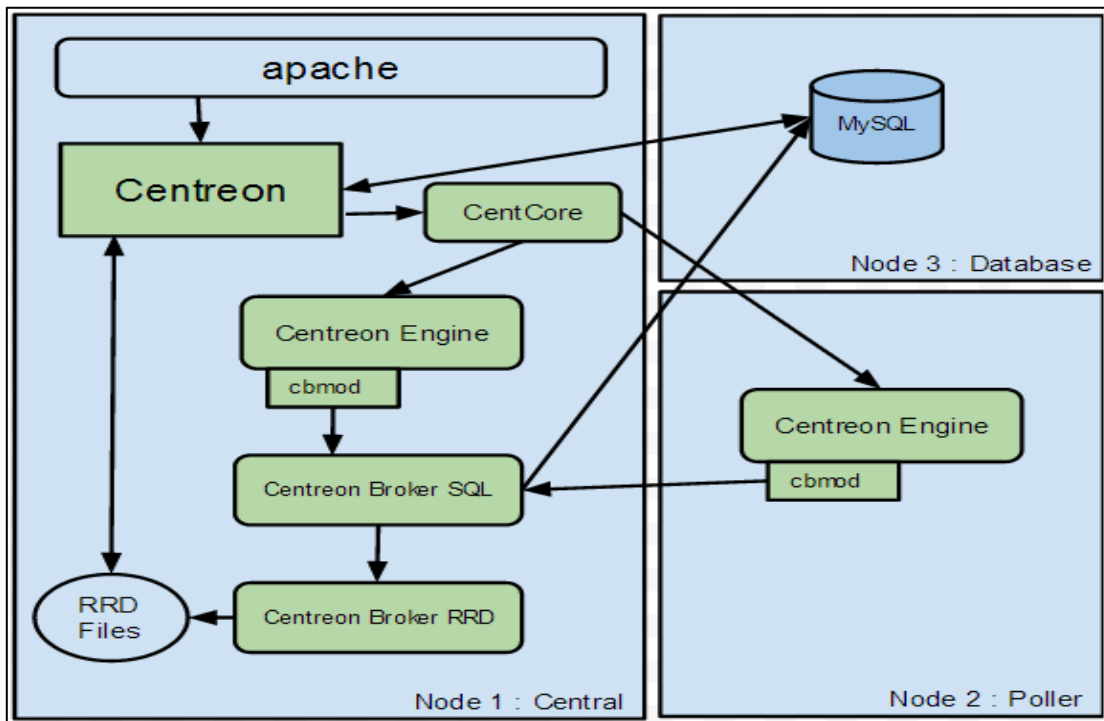 apache
Centreon
CentCore
Centreon Engine
cbmod
Centreon Broker SQL
Centreon Broker RRD
RRD
Files
Node 1 : Central
MySQL
Node 3 : Database
Centreon Engine
cbmod
Node 2 : Poller